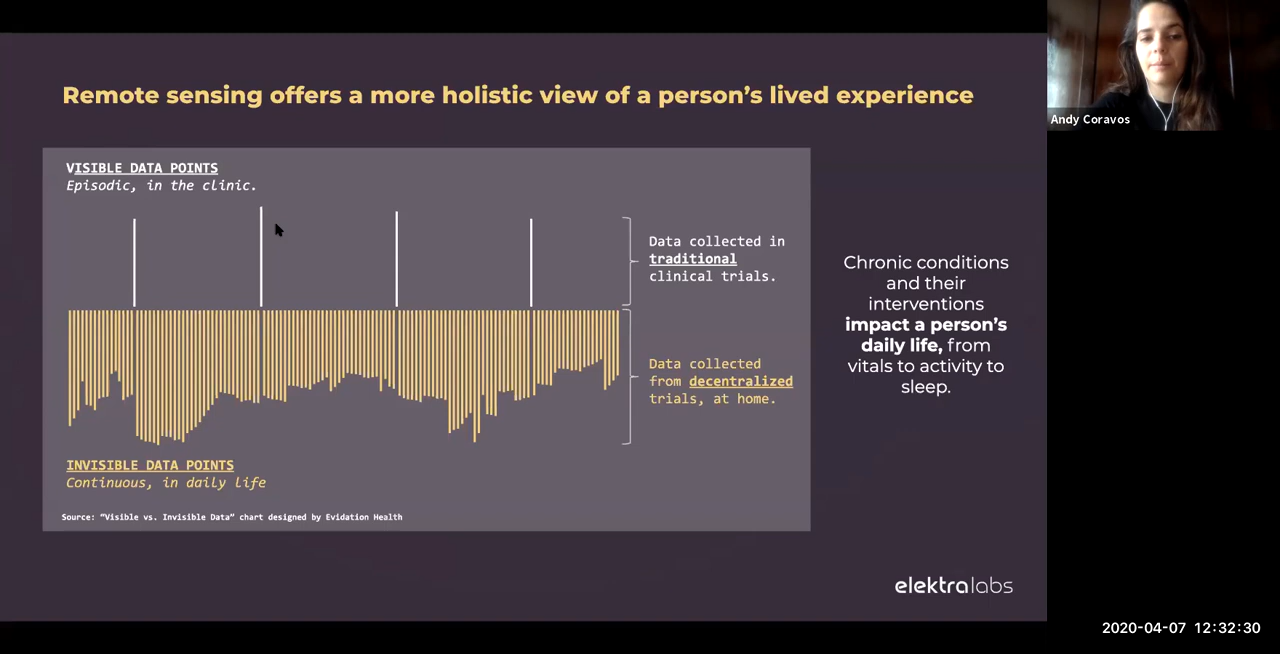 Remote sensing offers a more holistic view of a person's lived experience
VISIBLE DATA POINTS
Episodic, in the clinic.
Data collected in
traditional
clinical trials.
Data collected
from decentralized
trials, at home.
INVISIBLE DATA POINTS
Continuous, in daily life
Source: "Visible vs. Invisible Data" chart designed by Evidation Health
Chronic conditions
and their
interventions
impact a person's
daily life, from
vitals to activity to
sleep.
elektralabs
Andy Coravos
2020-04-07 12:32:30